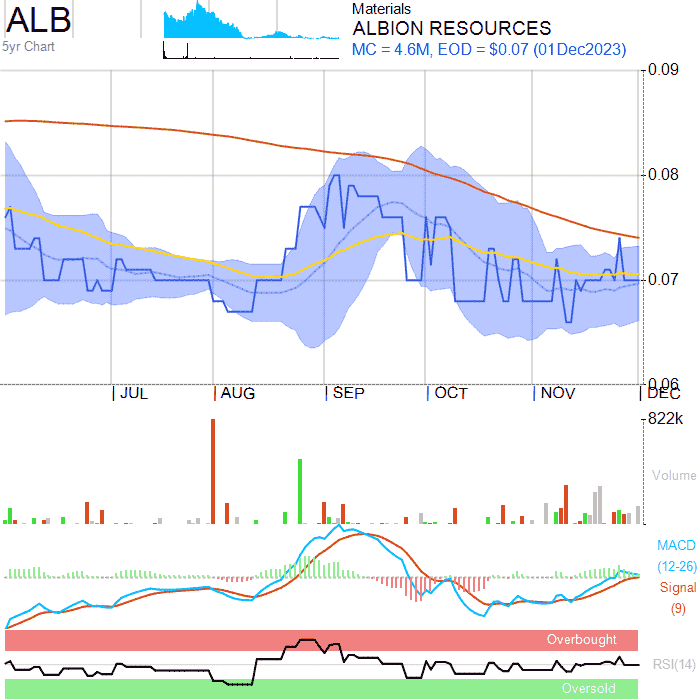 ALB
5yr Chart
Materials
ALBION RESOURCES
MC = 4.6M, EOD = $0.07 (01Dec2023)
0.09
0.08
0.07
0.06
JUL AUG SEP OCT NOV DEC
822k
Volume
MACD
(12-26)
Signal
(9)
Overbought
RSI(14)
Oversold